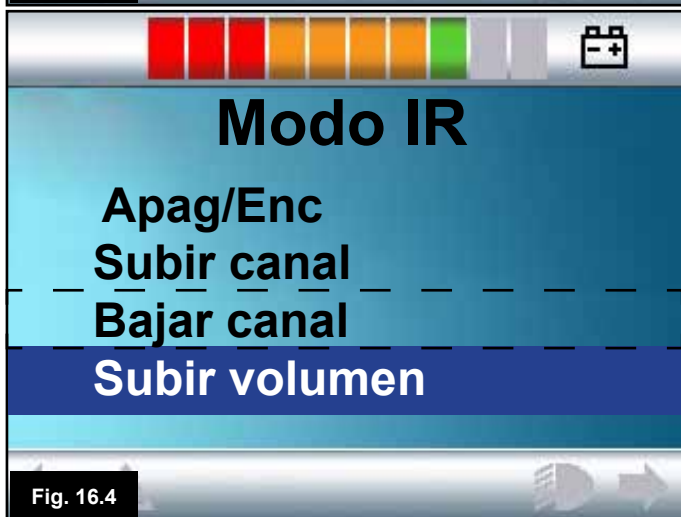 Modo IR
Apag/Enc
Subir canal
Bajar canal
Subir volumen
Fig. 16.4